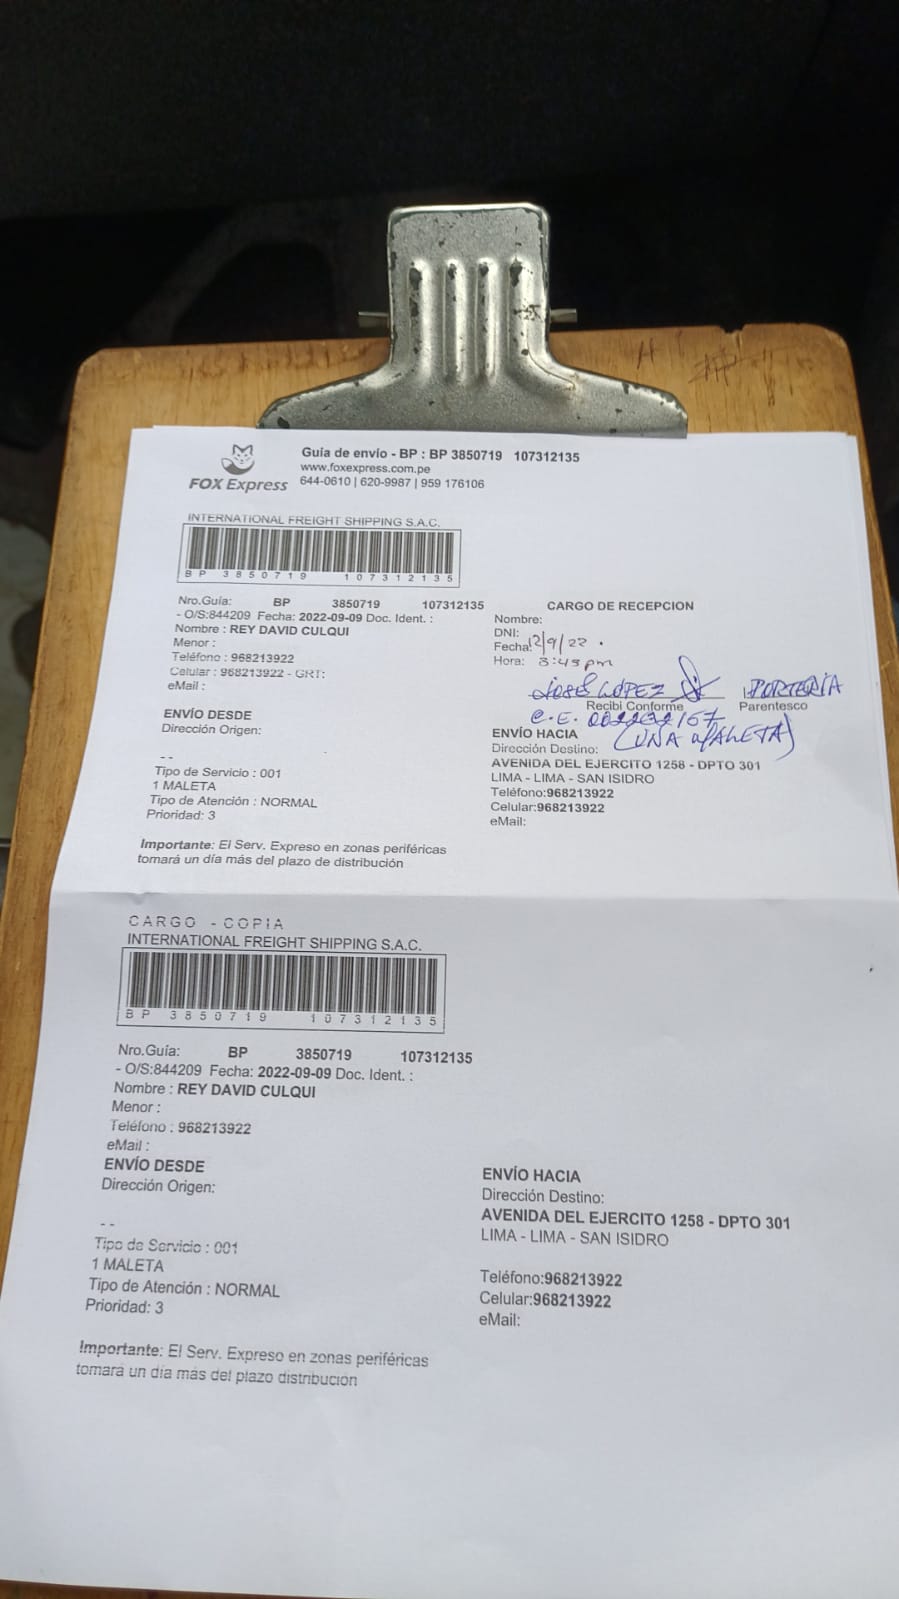 FOX Express
Guía de envío - BP : BP 3850719 107312135
www.foxexpress.com.pe
644-0610 | 620-9987 | 959 176106
INTERNATIONAL FREIGHT SHIPPING S.A.C.
BP 3850719 107312135
Nro.Guía: BP 3850719 107312135
- O/S:844209 Fecha: 2022-09-09 Doc. Ident. :
Nombre : REY DAVID CULQUI
Menor :
Teléfono : 968213922
Celular : 968213922 - GRT:
eMail :
ENVÍO DESDE
Dirección Origen:
- -
Tipo de Servicio : 001
1 MALETA
Tipo de Atención : NORMAL
Prioridad: 3
Importante: El Serv. Expreso en zonas periféricas
tomará un día más del plazo de distribución
CARGO DE RECEPCION
Nombre:
DNI:
Fecha: 12/9/22 .
Hora: 3:45 pm
JOSÉ LÓPEZ PORTERIA
Recibi Conforme Parentesco
C.E.
(UNA MALETA)
ENVÍO HACIA
Dirección Destino:
AVENIDA DEL EJERCITO 1258 - DPTO 301
LIMA - LIMA - SAN ISIDRO
Teléfono:968213922
Celular:968213922
eMail:
CARGO - COPIA
INTERNATIONAL FREIGHT SHIPPING S.A.C.
BP 3850719 107312135
Nro.Guía: BP 3850719 107312135
- O/S:844209 Fecha: 2022-09-09 Doc. Ident. :
Nombre : REY DAVID CULQUI
Menor :
Teléfono : 968213922
eMail :
ENVÍO DESDE
Dirección Origen:
- -
Tipo de Servicio : 001
1 MALETA
Tipo de Atención : NORMAL
Prioridad: 3
Importante: El Serv. Expreso en zonas periféricas
tomará un día más del plazo distribución
ENVÍO HACIA
Dirección Destino:
AVENIDA DEL EJERCITO 1258 - DPTO 301
LIMA - LIMA - SAN ISIDRO
Teléfono:968213922
Celular:968213922
eMail: